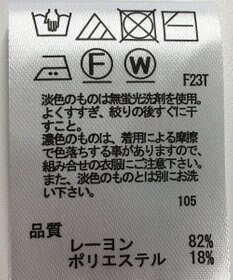 F W
F23T
淡色のものは無蛍光洗剤を使用。
よくすすぎ、絞りの後すぐに干
すこと。
濃色のものは、着用による摩擦
で色落ちする事がありますので、
組み合せの衣服にご注意下さい。
また、淡色のものとは別にお洗
い下さい。
105
品質
レーヨン 82%
ポリエステル 18%